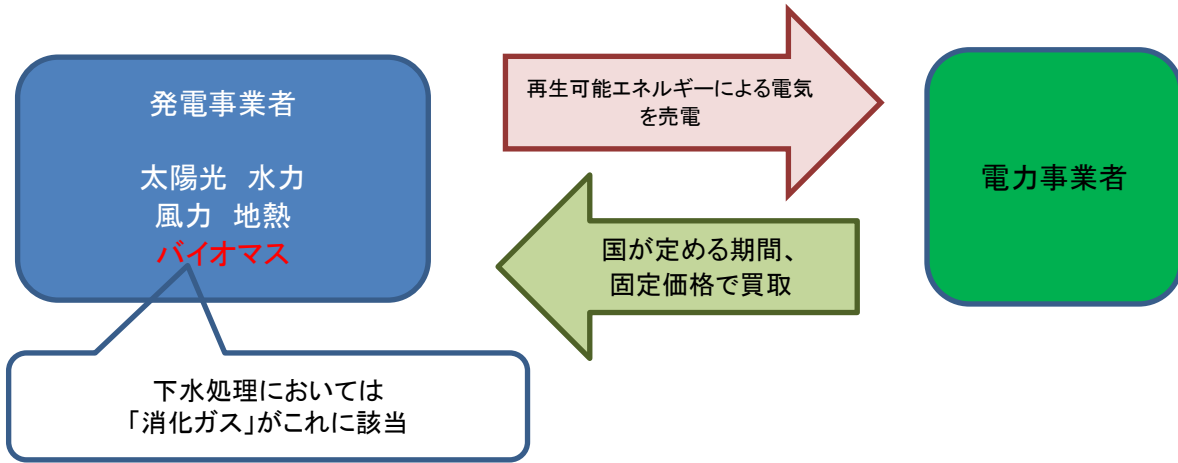 発電事業者
太陽光　水力
風力　地熱
バイオマス
下水処理においては
「消化ガス」がこれに該当
再生可能エネルギーによる電気
を売電
国が定める期間、
固定価格で買取
電力事業者